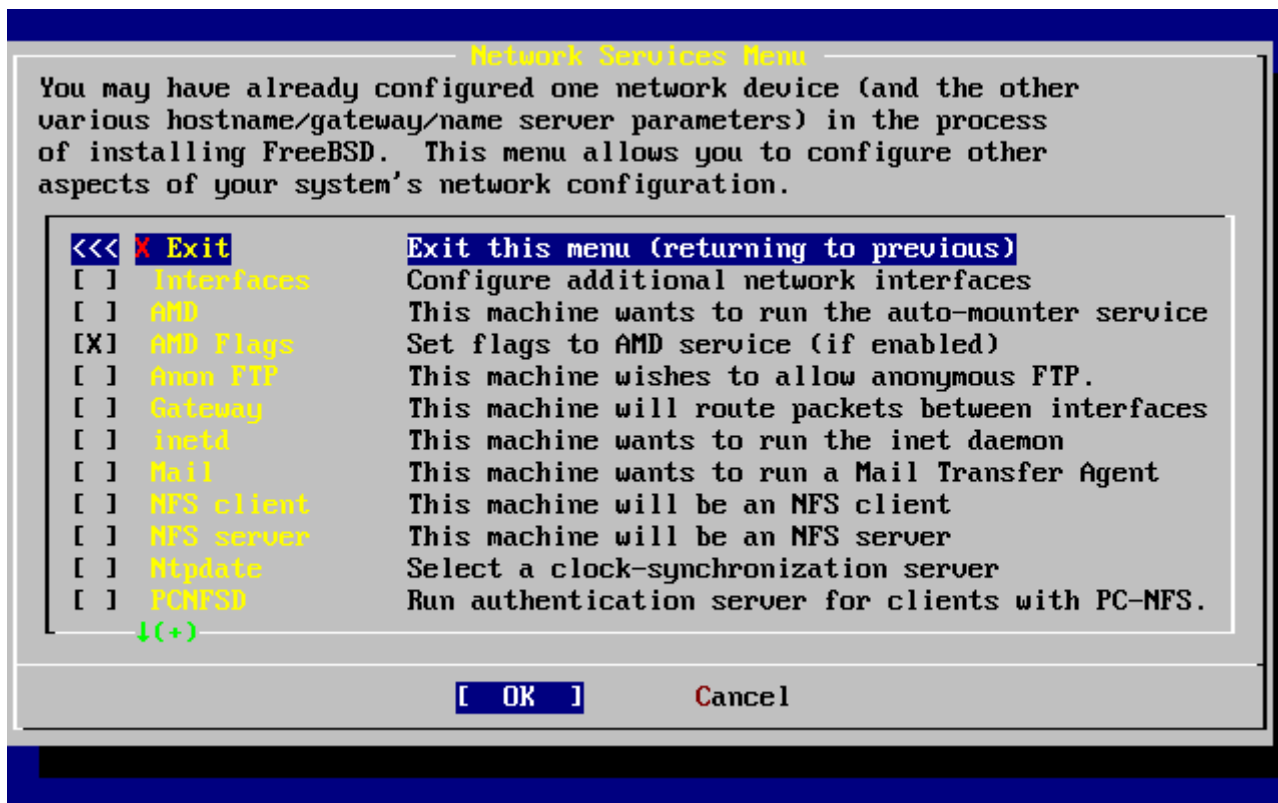 Network Services Menu
You may have already configured one network device (and the other
various hostname/gateway/name server parameters) in the process
of installing FreeBSD.  This menu allows you to configure other
aspects of your system's network configuration.
<<< X Exit Exit this menu (returning to previous)
[ ] Interfaces Configure additional network interfaces
[ ] AMD This machine wants to run the auto-mounter service
[X] AMD Flags Set flags to AMD service (if enabled)
[ ] Anon FTP This machine wishes to allow anonymous FTP.
[ ] Gateway This machine will route packets between interfaces
[ ] inetd This machine wants to run the inet daemon
[ ] Mail This machine wants to run a Mail Transfer Agent
[ ] NFS client This machine will be an NFS client
[ ] NFS server This machine will be an NFS server
[ ] Ntpdate Select a clock-synchronization server
[ ] PCNFSD Run authentication server for clients with PC-NFS.
↓(+)
[ OK ] Cancel